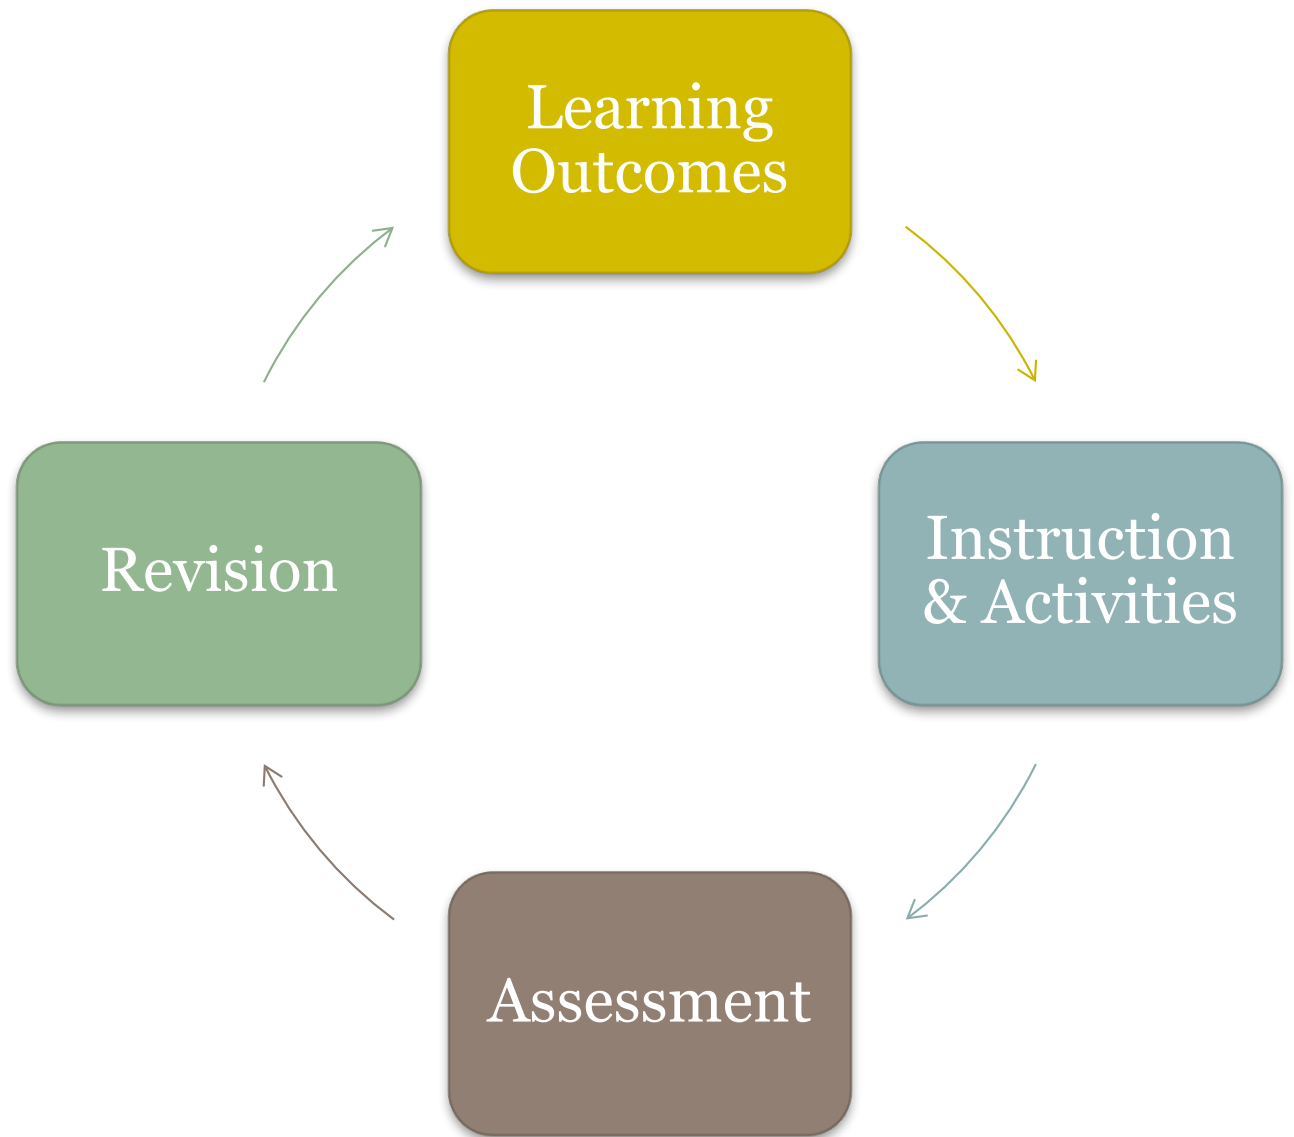 Learning
Outcomes
Instruction
& Activities
Assessment
Revision